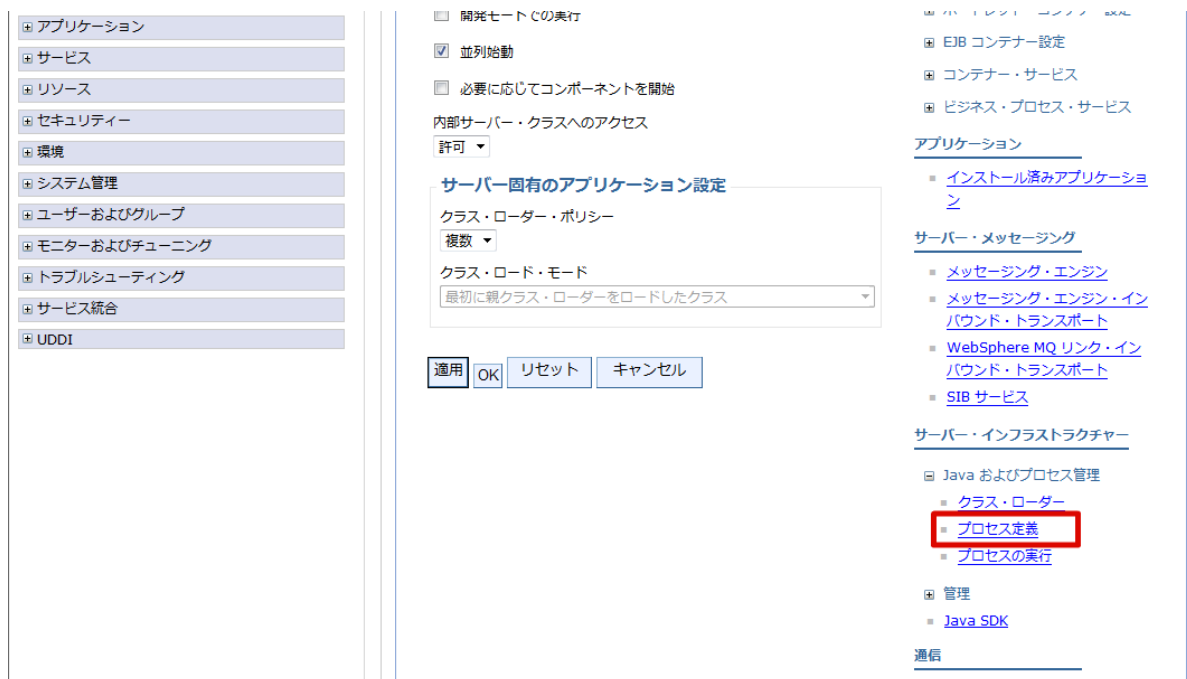 アプリケーション
サービス
リソース
セキュリティー
環境
システム管理
ユーザーおよびグループ
モニターおよびチューニング
トラブルシューティング
サービス統合
UDDI
開発モードでの実行
並列始動
必要に応じてコンポーネントを開始
内部サーバー・クラスへのアクセス
許可
サーバー固有のアプリケーション設定
クラス・ローダー・ポリシー
複数
クラス・ロード・モード
最初に親クラス・ローダーをロードしたクラス
適用 OK リセット キャンセル
EJB コンテナー設定
コンテナー・サービス
ビジネス・プロセス・サービス
アプリケーション
インストール済みアプリケーショ
ン
サーバー・メッセージング
メッセージング・エンジン
メッセージング・エンジン・イン
バウンド・トランスポート
WebSphere MQ リンク・イン
バウンド・トランスポート
SIB サービス
サーバー・インフラストラクチャー
Java およびプロセス管理
クラス・ローダー
プロセス定義
プロセスの実行
管理
Java SDK
通信